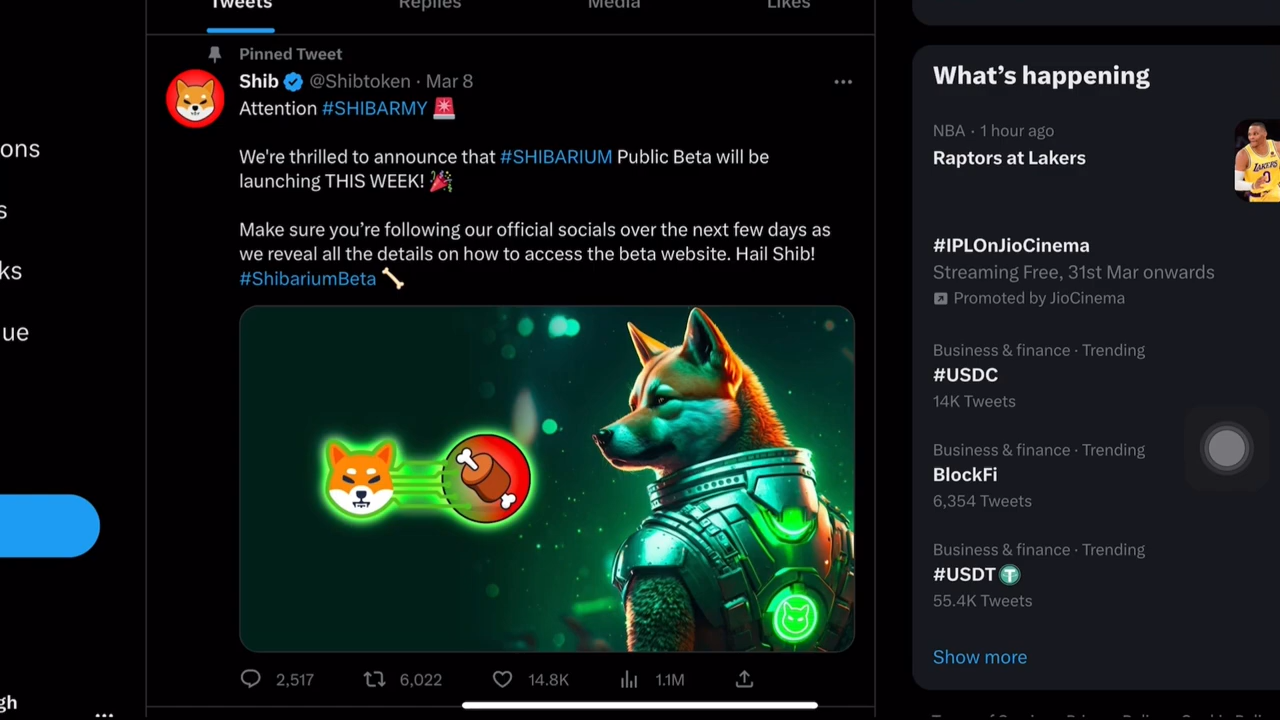 Tweets Replies Media Likes
Pinned Tweet
Shib @Shibtoken · Mar 8
Attention #SHIBARMY
We're thrilled to announce that #SHIBARIUM Public Beta will be
launching THIS WEEK! 🎉
Make sure you’re following our official socials over the next few days as
we reveal all the details on how to access the beta website. Hail Shib!
#ShibariumBeta
2,517 6,022 14.8K 1.1M
ons
s
ks
ue
gh
What’s happening
NBA · 1 hour ago
Raptors at Lakers
#IPLOnJioCinema
Streaming Free, 31st Mar onwards
Promoted by JioCinema
Business & finance · Trending
#USDC
14K Tweets
Business & finance · Trending
BlockFi
6,354 Tweets
Business & finance · Trending
#USDT
55.4K Tweets
Show more